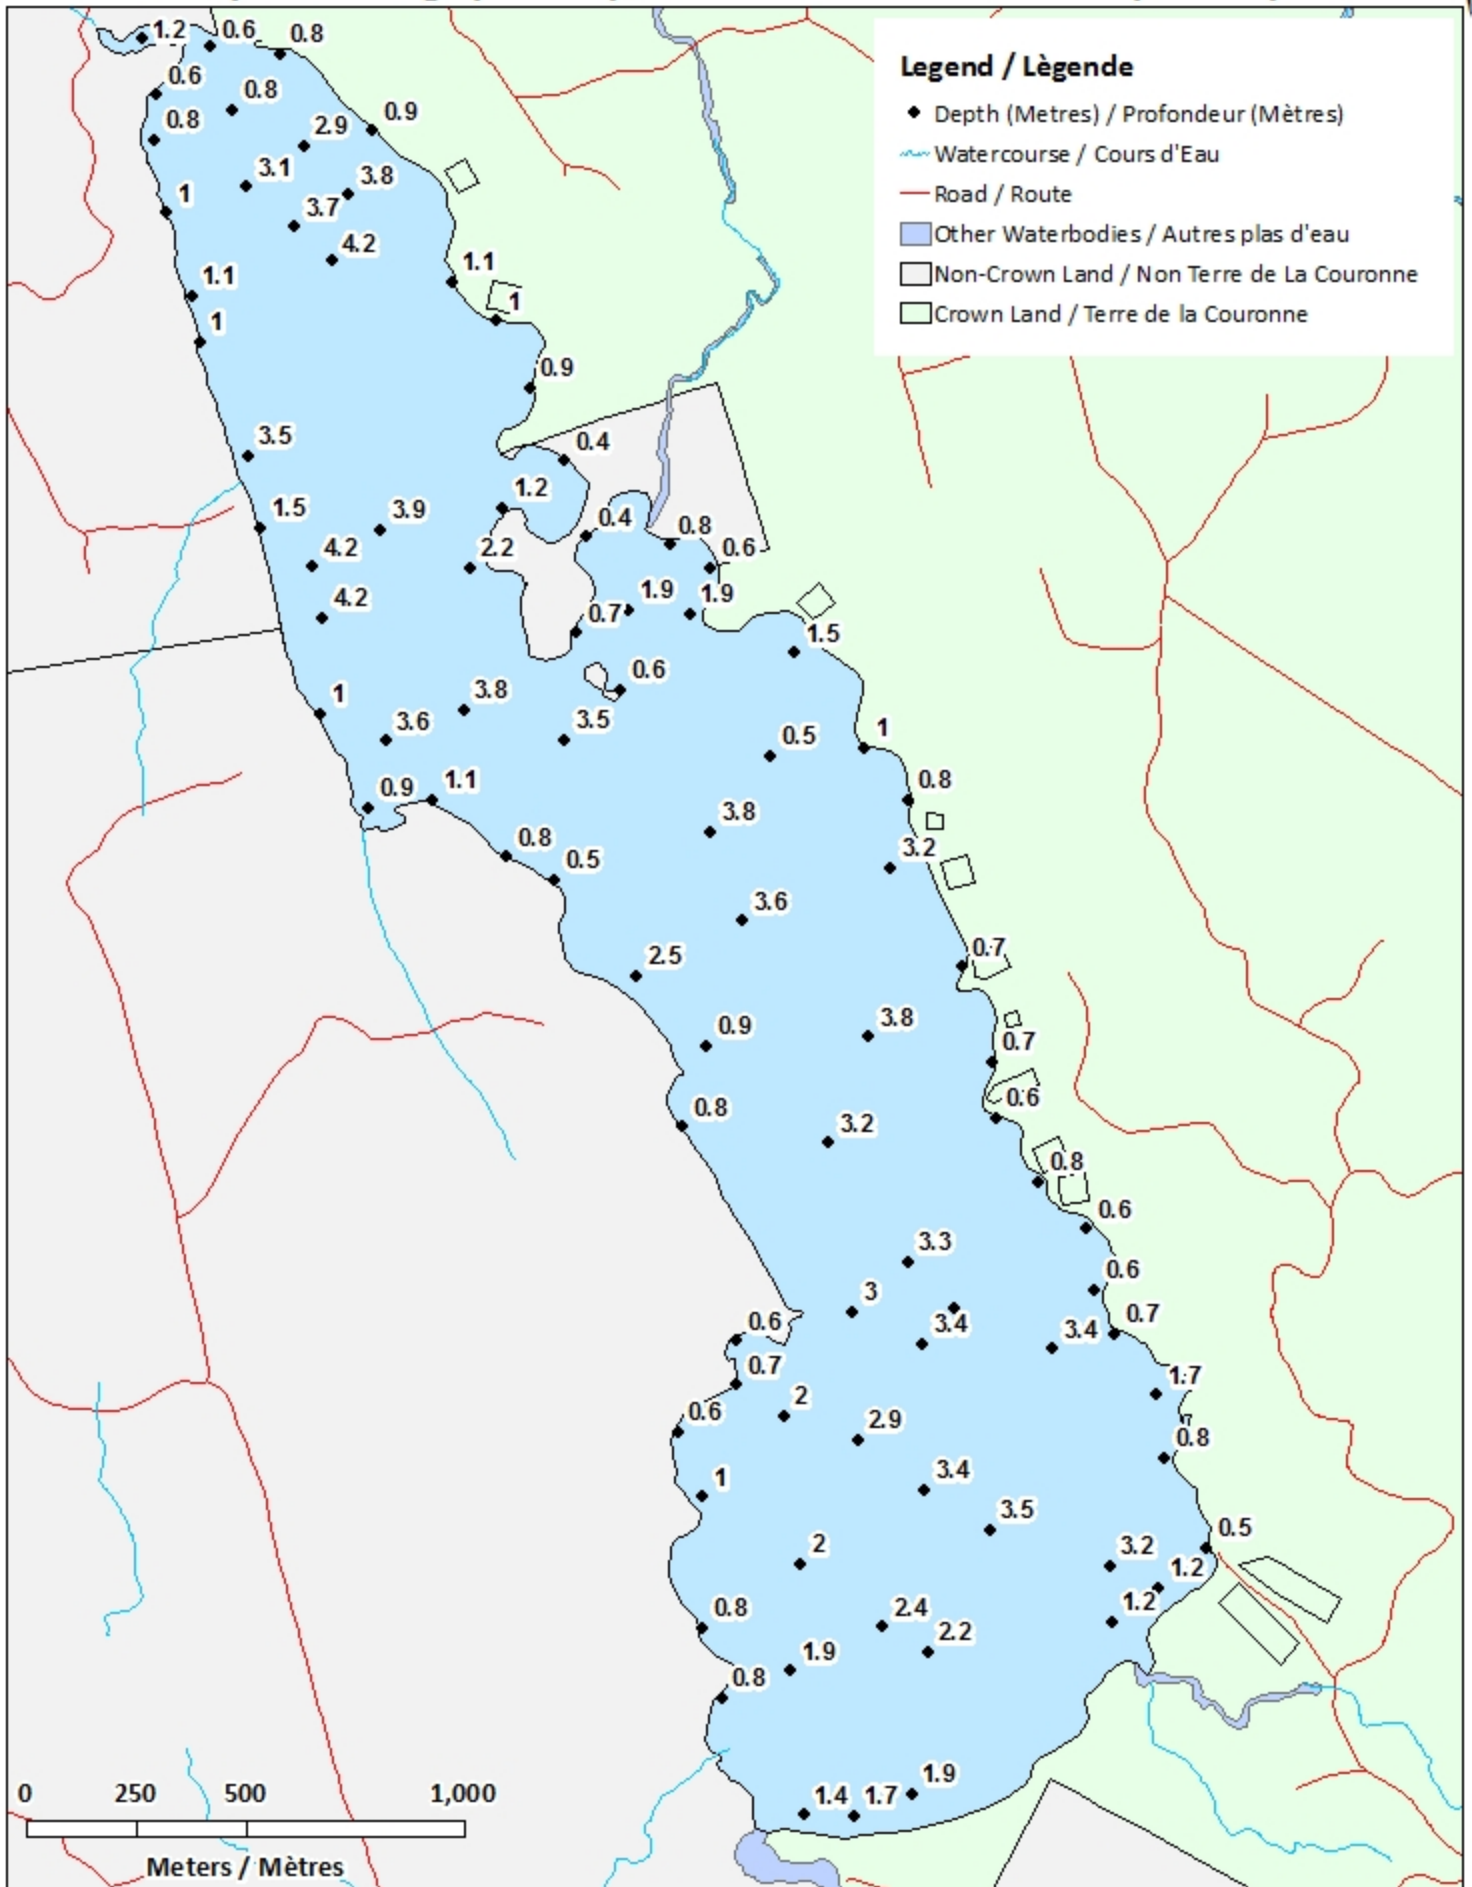 Legend / Lègende
Depth (Metres) / Profondeur (Mètres)
Watercourse / Cours d'Eau
Road / Route
Other Waterbodies / Autres plas d'eau
Non-Crown Land / Non Terre de La Couronne
Crown Land / Terre de la Couronne
1.2 0.6 0.8
0.6 0.8
0.8 2.9 0.9
3.1 3.8
1 3.7
4.2
1.1 1.1
1 1
0.9
3.5 0.4
1.2
1.5 3.9 0.4 0.8
4.2 2.2 0.6
4.2 0.7 1.9 1.9
1.5
0.6
1 3.8
3.6 3.5 0.5 1
0.9 1.1 0.8
0.8 3.8
0.5 3.2
3.6
2.5 0.7
0.9 3.8 0.7
0.8 3.2 0.6
0.8
0.6
3.3
3 0.6
0.6 3.4 3.4 0.7
0.7 1.7
0.6 2 2.9 0.8
1 3.4
3.5 0.5
2 3.2
1.2
0.8 2.4 1.2
1.9 2.2
0.8
1.4 1.7 1.9
0 250 500 1,000
Meters / Mètres